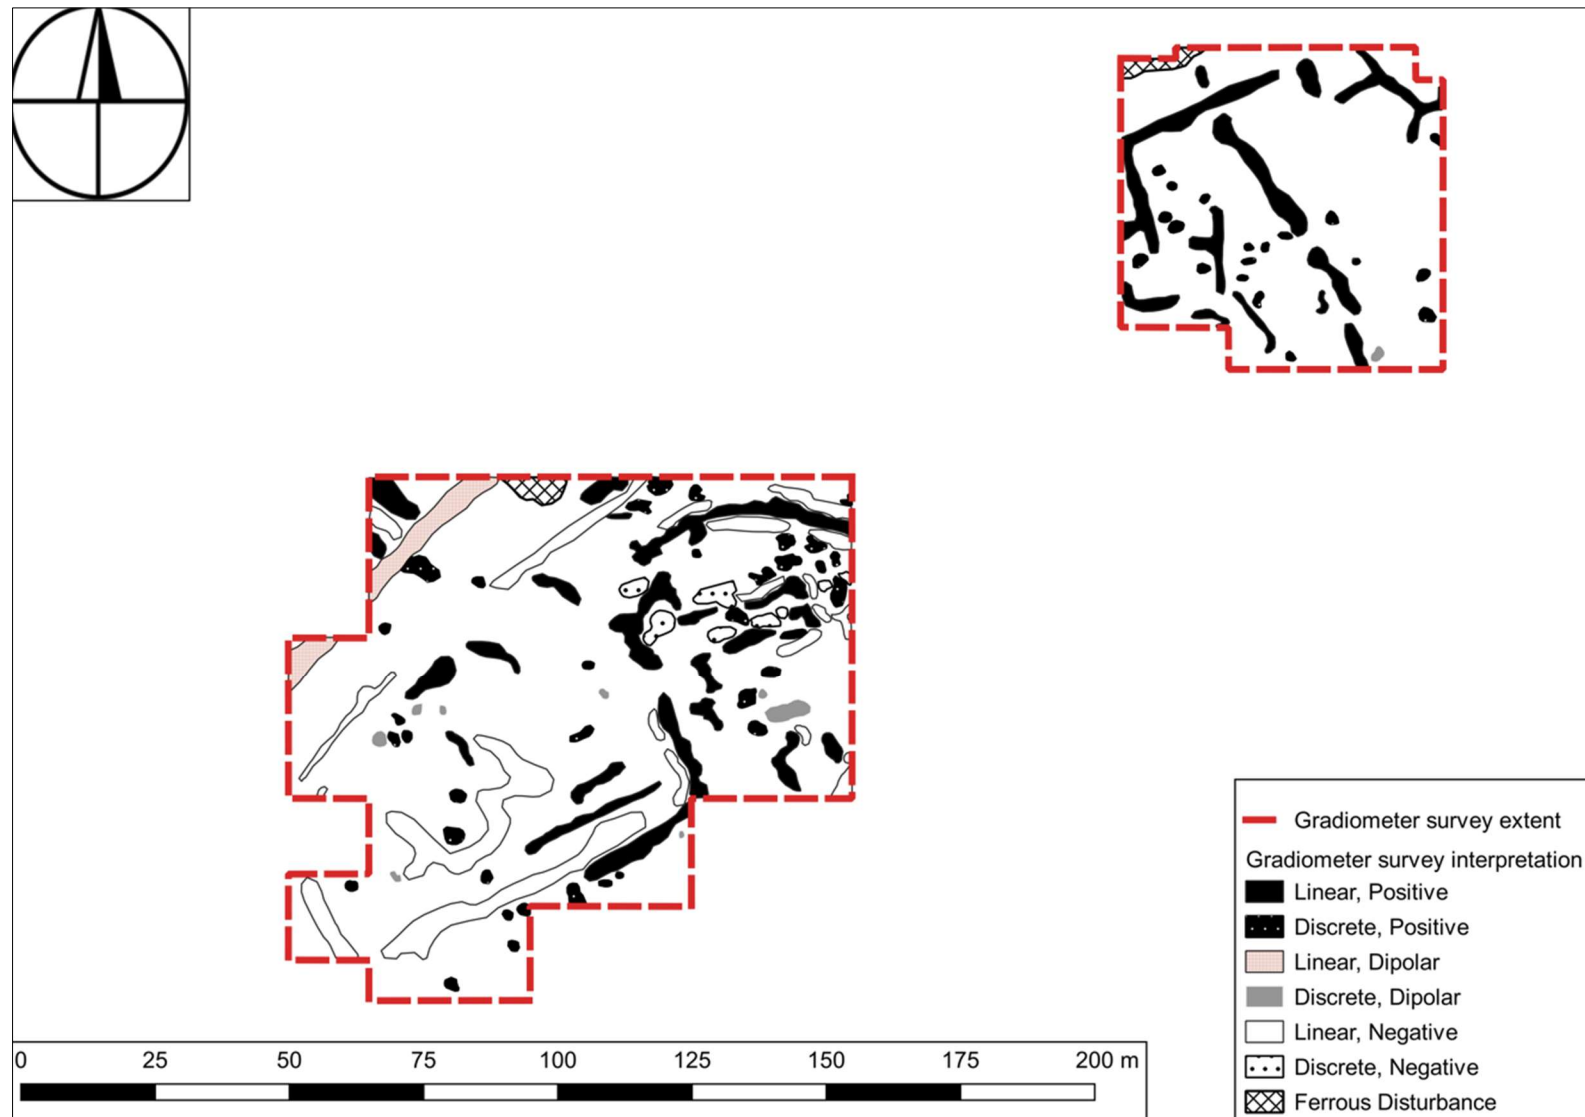 Gradiometer survey extent
Gradiometer survey interpretation
Linear, Positive
Discrete, Positive
Linear, Dipolar
Discrete, Dipolar
Linear, Negative
Discrete, Negative
Ferrous Disturbance
0 25 50 75 100 125 150 175 200 m